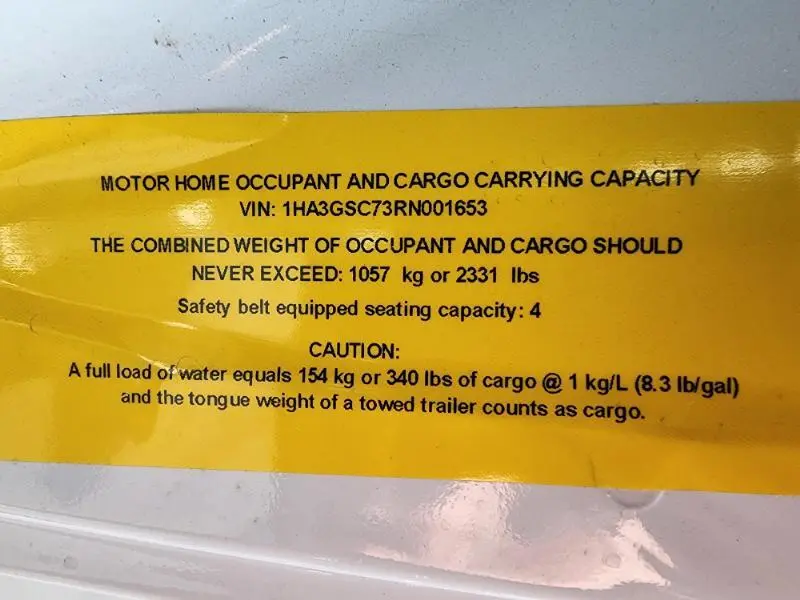 MOTOR HOME OCCUPANT AND CARGO CARRYING CAPACITY
VIN: 1HA3GSC73RN001653
THE COMBINED WEIGHT OF OCCUPANT AND CARGO SHOULD
NEVER EXCEED: 1057 kg or 2331 lbs
Safety belt equipped seating capacity: 4
CAUTION:
A full load of water equals 154 kg or 340 lbs of cargo @ 1 kg/L (8.3 lb/gal)
and the tongue weight of a towed trailer counts as cargo.